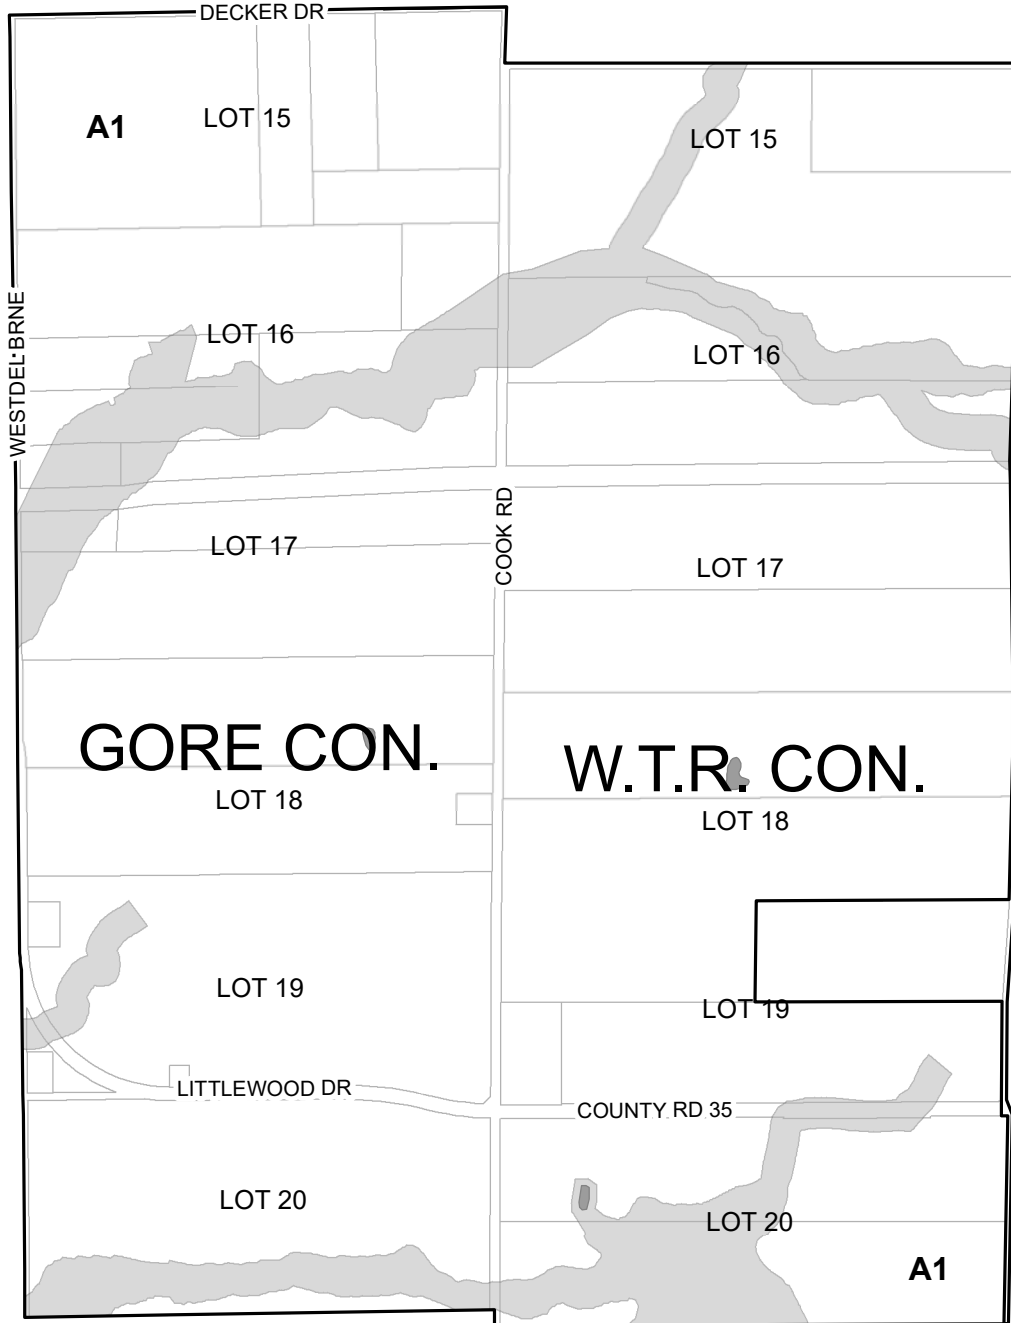 DECKER DR
A1
LOT 15
LOT 15
WESTDEL BRNE
LOT 16
LOT 16
COOK RD
LOT 17
LOT 17
GORE CON.
W.T.R. CON.
LOT 18
LOT 18
LOT 19
LOT 19
LITTLEWOOD DR
COUNTY RD 35
LOT 20
LOT 20
A1